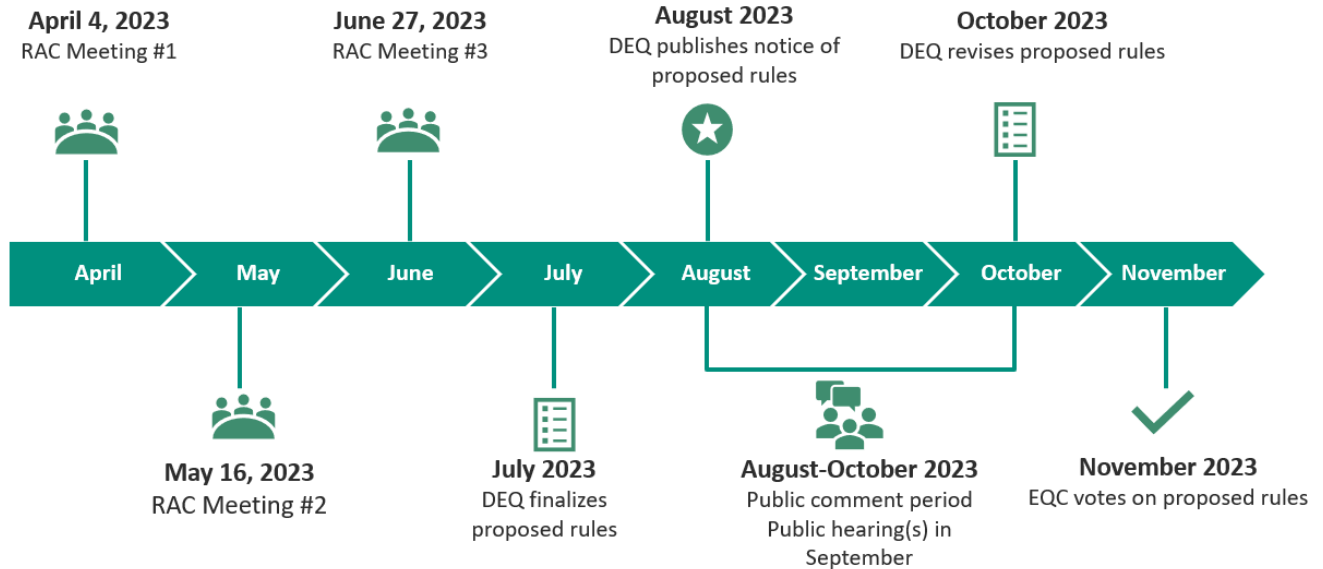 April 4, 2023
RAC Meeting #1
June 27, 2023
RAC Meeting #3
August 2023
DEQ publishes notice of
proposed rules
October 2023
DEQ revises proposed rules
April
May
June
July
August
September
October
November
May 16, 2023
RAC Meeting #2
July 2023
DEQ finalizes
proposed rules
August-October 2023
Public comment period
Public hearing(s) in
September
November 2023
EQC votes on proposed rules